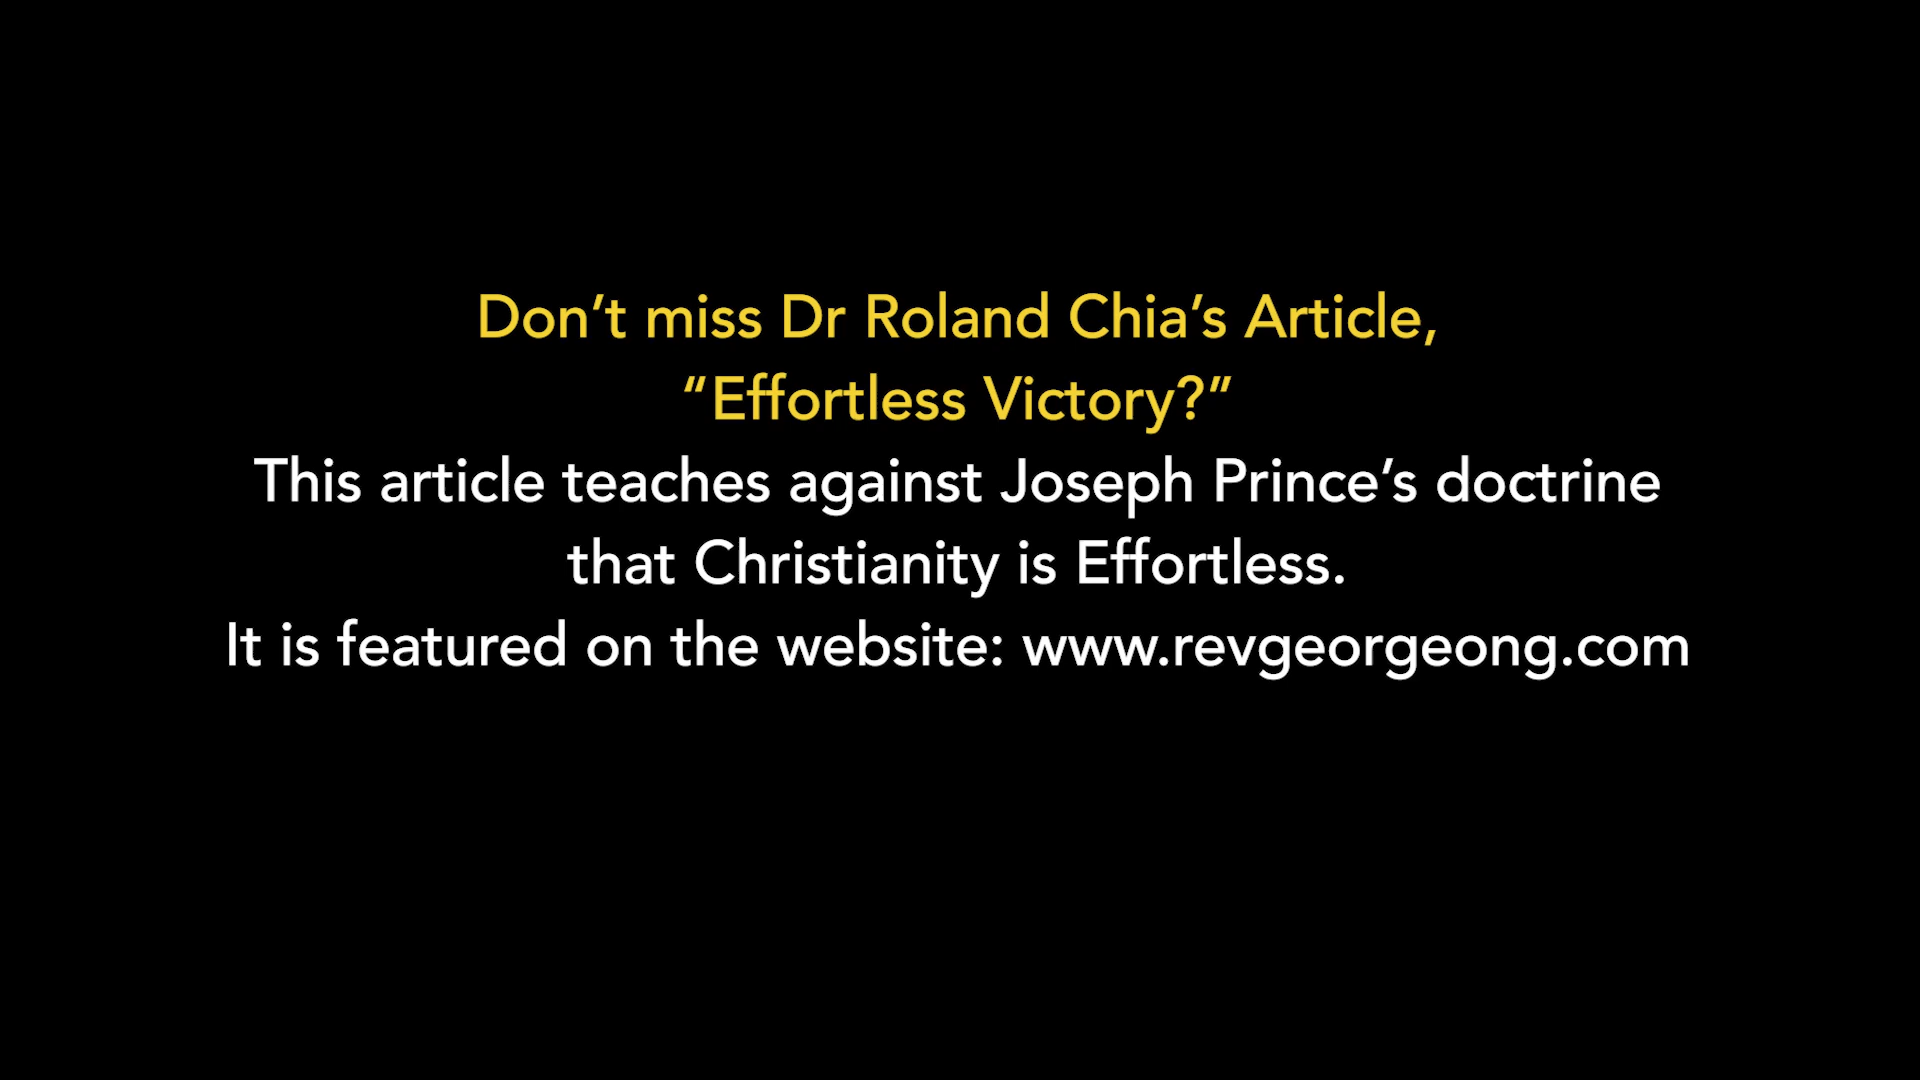 Don’t miss Dr Roland Chia’s Article,
“Effortless Victory?”
This article teaches against Joseph Prince’s doctrine
that Christianity is Effortless.
It is featured on the website: www.revgeorgeong.com